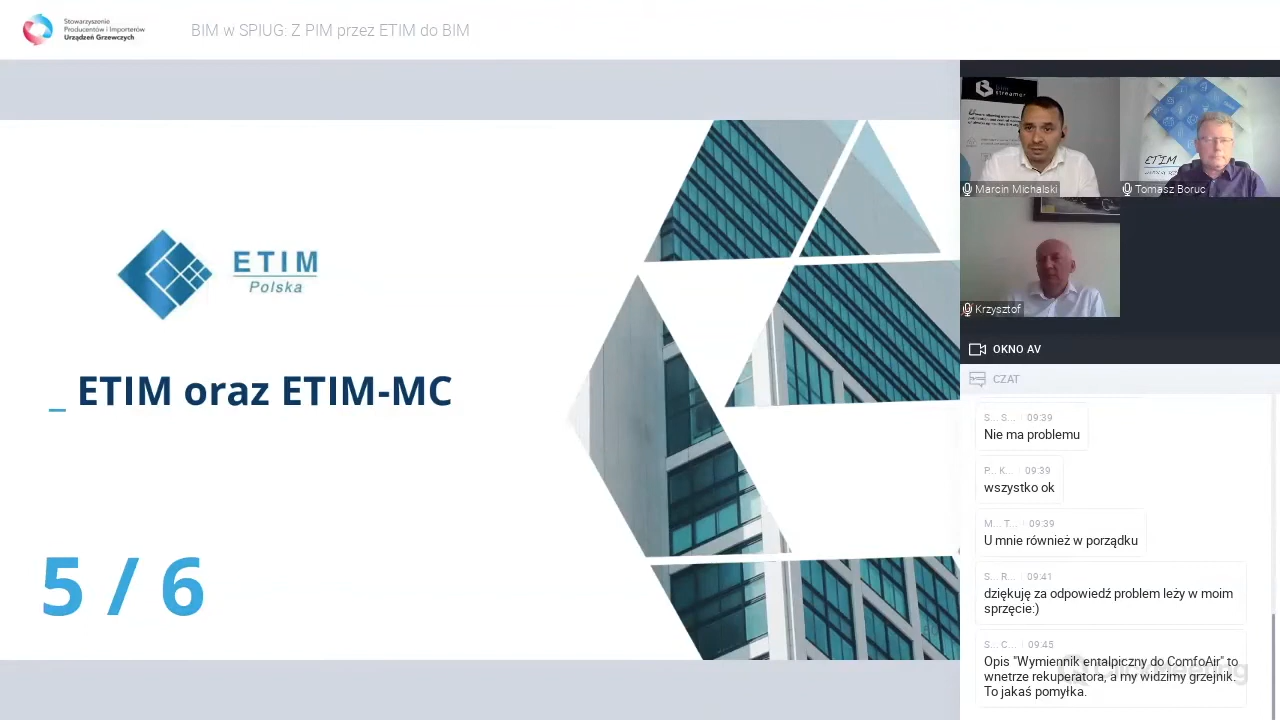 Stowarzyszenie
Producentów i Importerów
Urządzeń Grzewczych
BIM w SPIUG: Z PIM przez ETIM do BIM
ETIM
Polska
_ ETIM oraz ETIM-MC
5 / 6
streamer
Marcin Michalski
ETIM
Tomasz Boruc
Krzysztof
OKNO AV
CZAT
S... S... 09:39
Nie ma problemu
P... K... 09:39
wszystko ok
M... T... 09:39
U mnie również w porządku
S... R... 09:41
dziękuję za odpowiedź problem leży w moim
sprzęcie:)
S... C... 09:45
Opis "Wymiennik entalpiczny do ComfoAir" to
wnetrze rekuperatora, a my widzimy grzejnik.
To jakaś pomyłka.